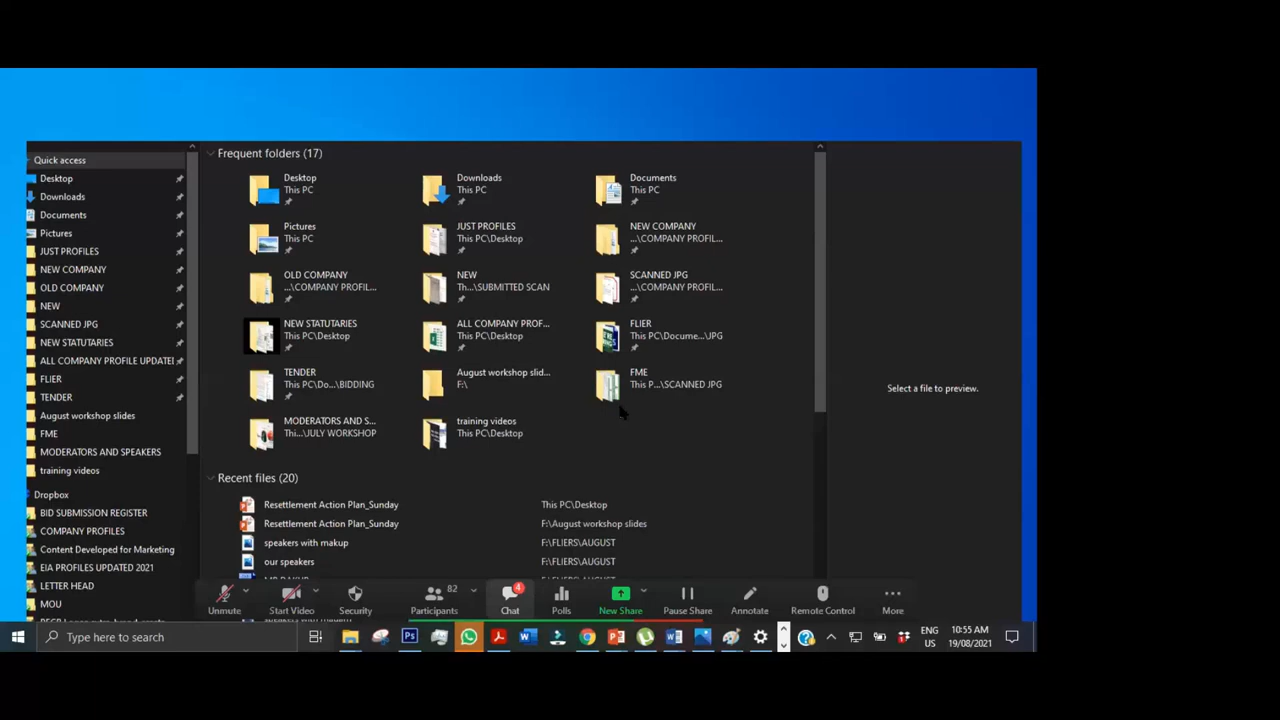 Quick access
Desktop
Downloads
Documents
Pictures
JUST PROFILES
NEW COMPANY
OLD COMPANY
NEW
SCANNED JPG
NEW STATUTARIES
ALL COMPANY PROFILE UPDATEI
FLIER
TENDER
August workshop slides
FME
MODERATORS AND SPEAKERS
training videos
Dropbox
BID SUBMISSION REGISTER
COMPANY PROFILES
Content Developed for Marketing
EIA PROFILES UPDATED 2021
LETTER HEAD
MOU
Frequent folders (17)
Desktop
This PC
Downloads
This PC
Documents
This PC
Pictures
This PC
JUST PROFILES
This PC\Desktop
NEW COMPANY
...\COMPANY PROFIL...
OLD COMPANY
...\COMPANY PROFIL...
NEW
Th...\SUBMITTED SCAN
SCANNED JPG
...\COMPANY PROFIL...
NEW STATUTARIES
This PC\Desktop
ALL COMPANY PROF...
This PC\Desktop
FLIER
This PC\Docume...\JPG
TENDER
This PC\Do...\BIDDING
August workshop slid...
F:\
FME
This P...\SCANNED JPG
MODERATORS AND S...
Thi...\JULY WORKSHOP
training videos
This PC\Desktop
Recent files (20)
Resettlement Action Plan_Sunday This PC\Desktop
Resettlement Action Plan_Sunday F:\August workshop slides
speakers with makup F:\FLIERS\AUGUST
our speakers F:\FLIERS\AUGUST
Select a file to preview.
82
4
Unmute
Start Video
Security
Participants
Chat
Polls
New Share
Pause Share
Annotate
Remote Control
More
Type here to search
ENG
US
10:55 AM
19/08/2021